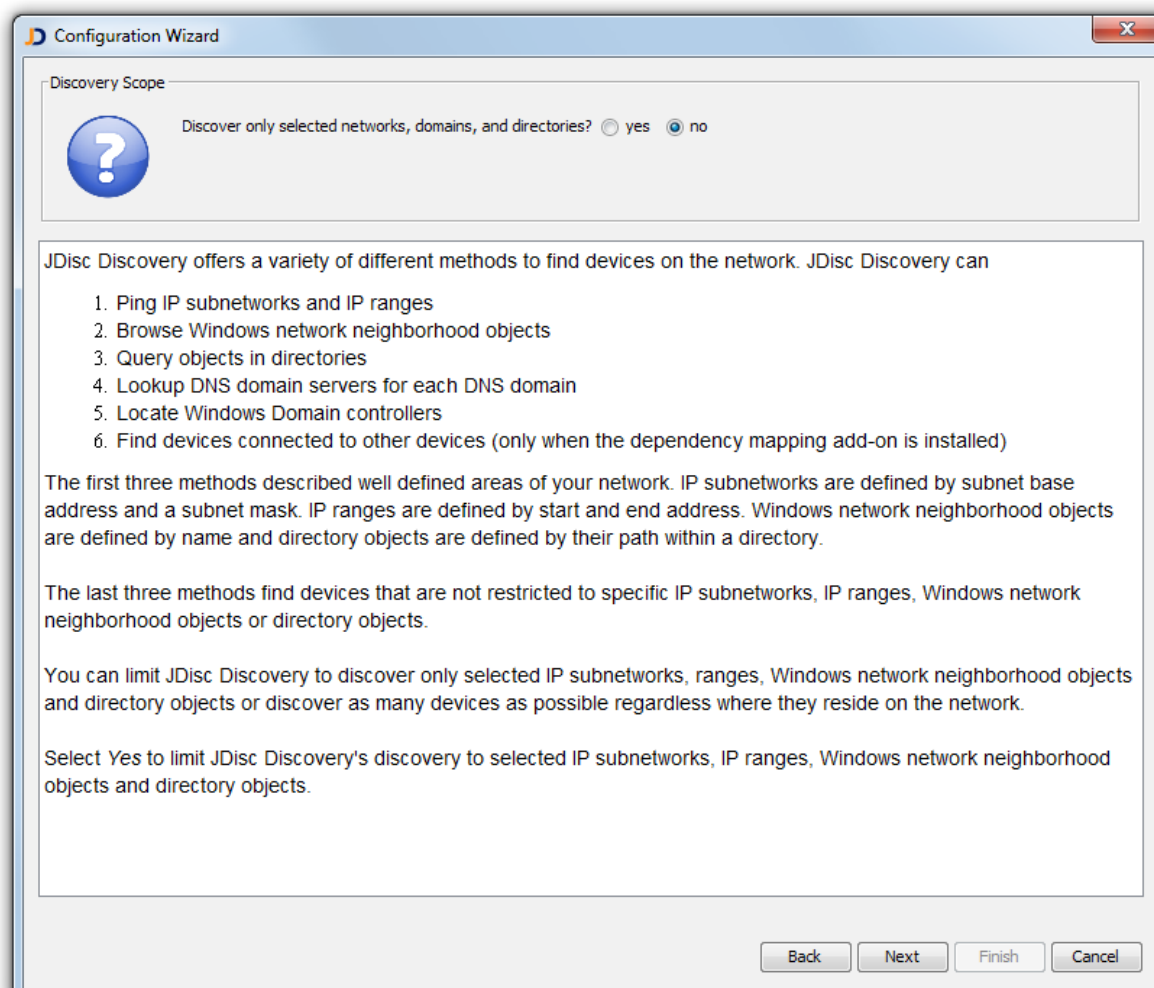 JD Configuration Wizard
Discovery Scope
Discover only selected networks, domains, and directories? yes no
JDisc Discovery offers a variety of different methods to find devices on the network. JDisc Discovery can
1. Ping IP subnetworks and IP ranges
2. Browse Windows network neighborhood objects
3. Query objects in directories
4. Lookup DNS domain servers for each DNS domain
5. Locate Windows Domain controllers
6. Find devices connected to other devices (only when the dependency mapping add-on is installed)
The first three methods described well defined areas of your network. IP subnetworks are defined by subnet base
address and a subnet mask. IP ranges are defined by start and end address. Windows network neighborhood objects
are defined by name and directory objects are defined by their path within a directory.
The last three methods find devices that are not restricted to specific IP subnetworks, IP ranges, Windows network
neighborhood objects or directory objects.
You can limit JDisc Discovery to discover only selected IP subnetworks, ranges, Windows network neighborhood objects
and directory objects or discover as many devices as possible regardless where they reside on the network.
Select Yes to limit JDisc Discovery's discovery to selected IP subnetworks, IP ranges, Windows network neighborhood
objects and directory objects.
Back Next Finish Cancel